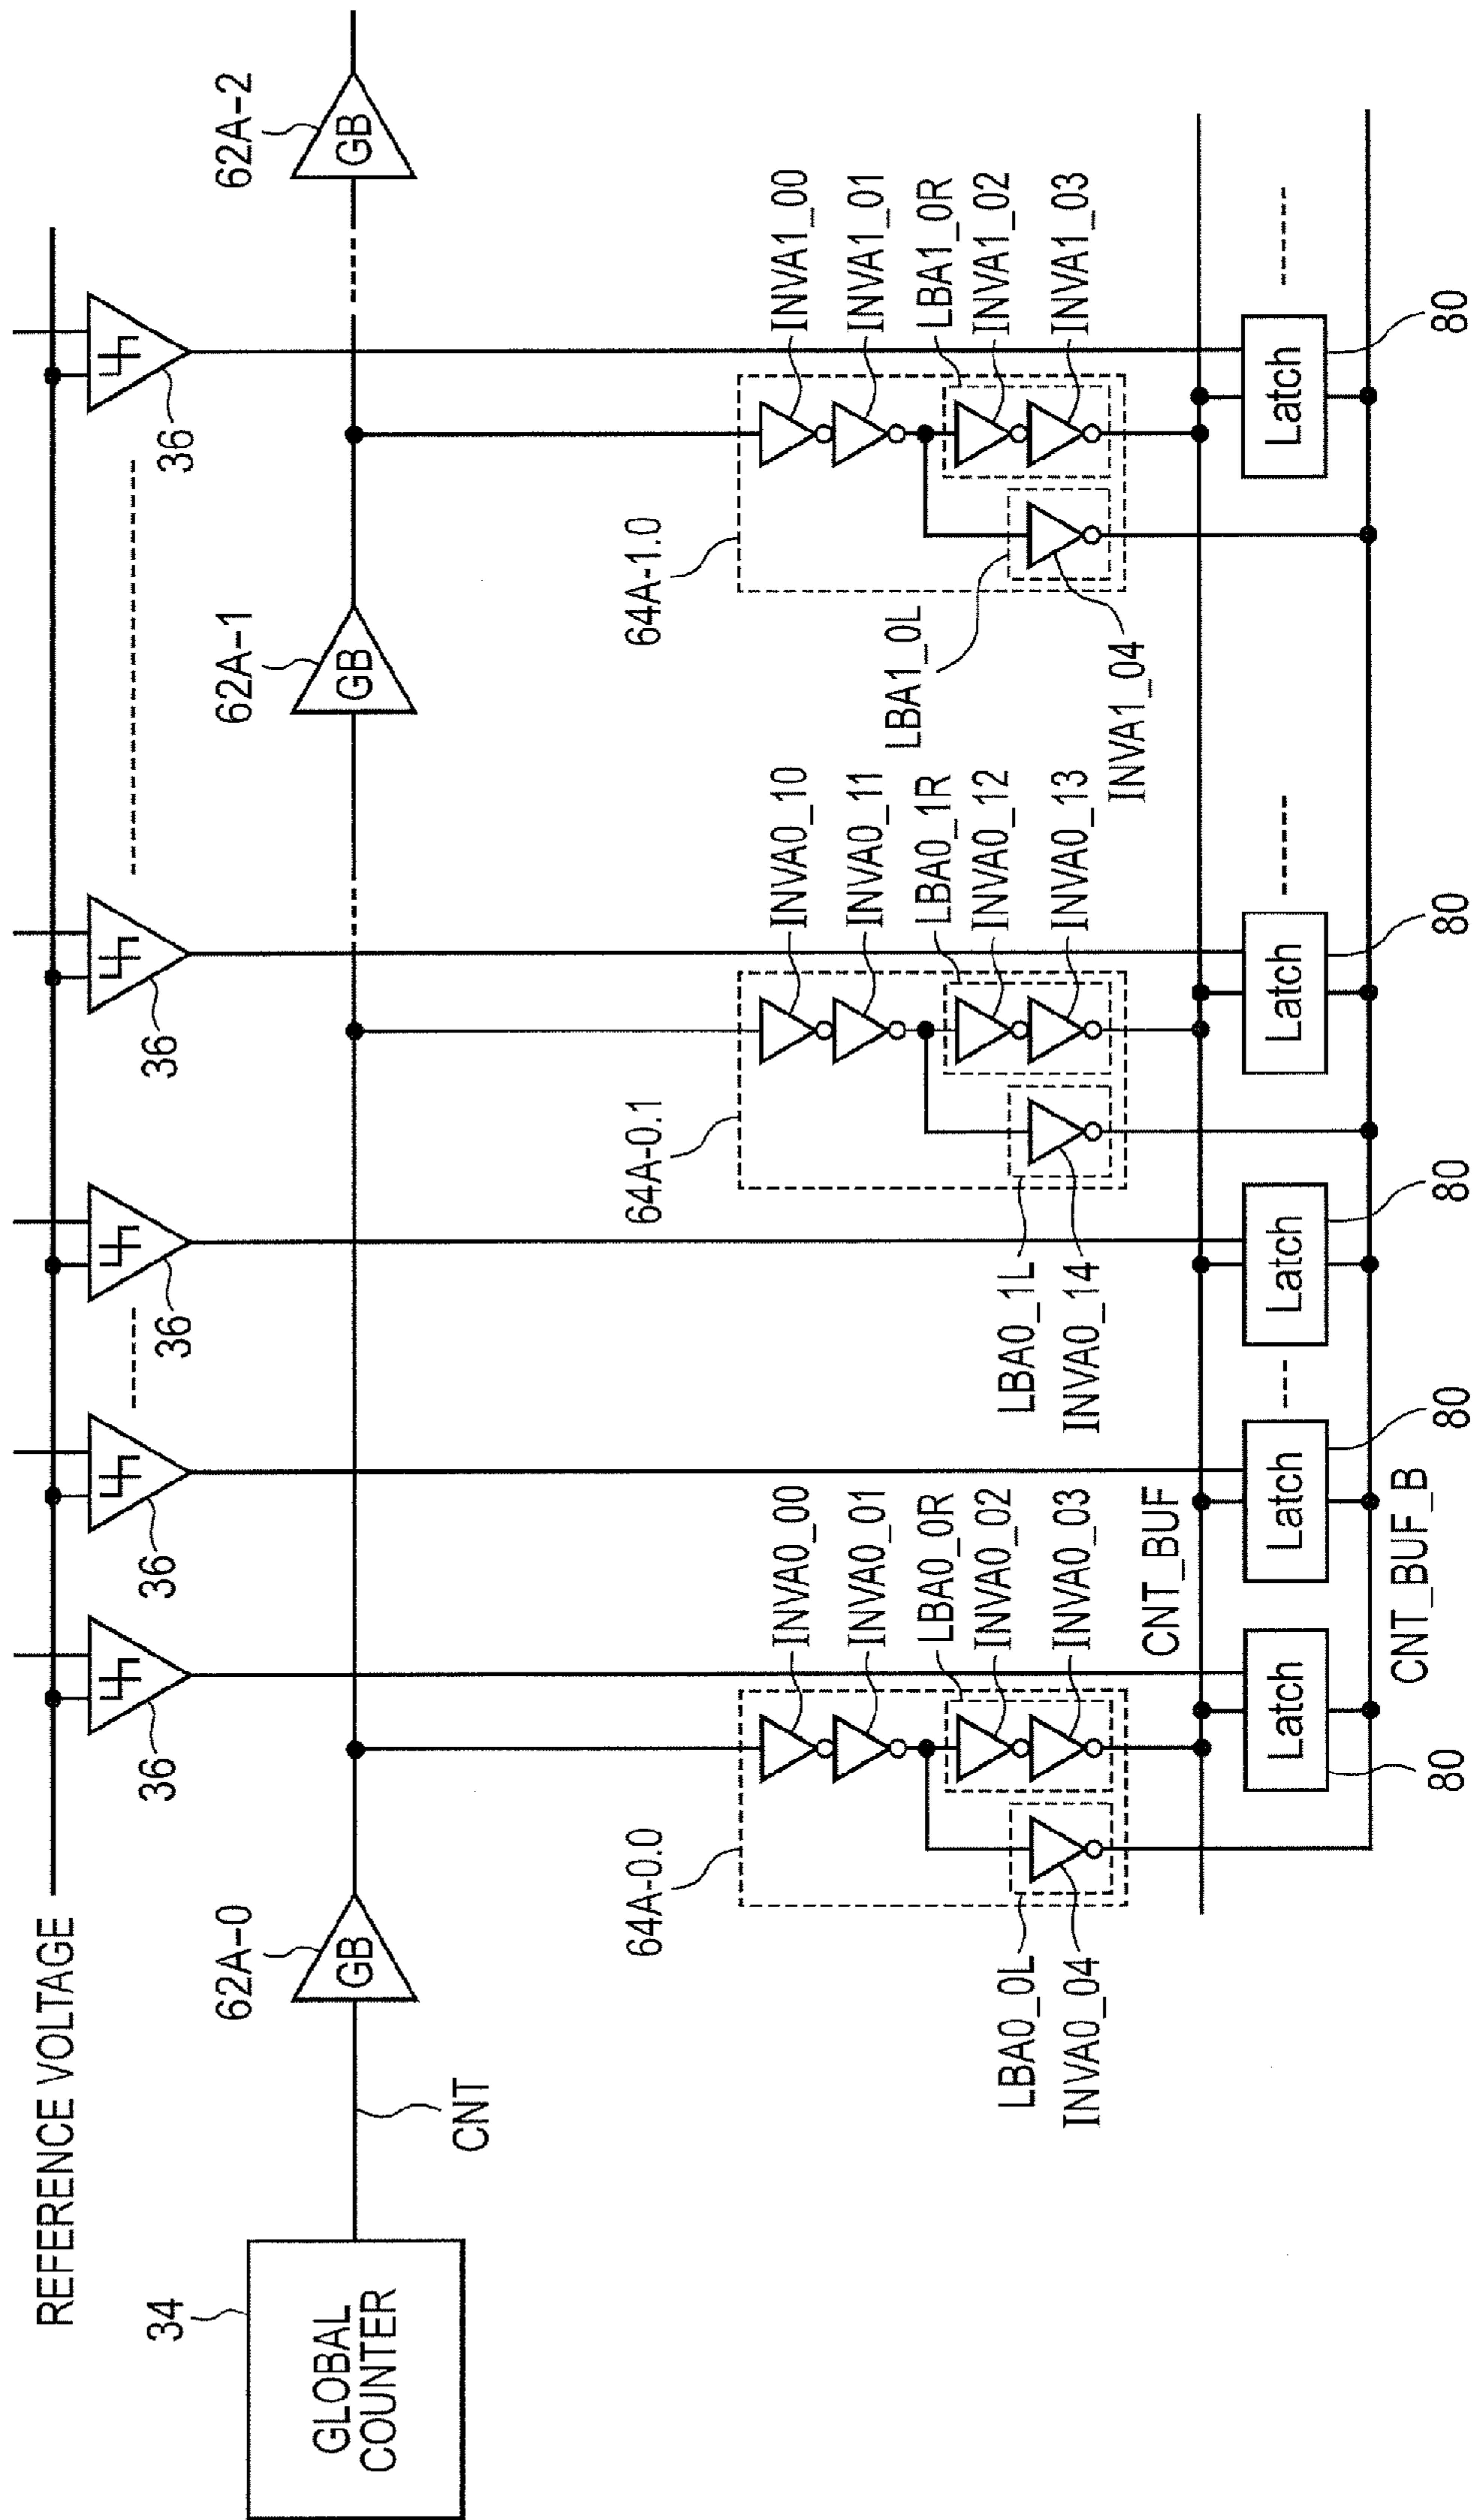 REFERENCE VOLTAGE
34
GLOBAL
COUNTER
CNT
62A-0
GB
62A-1
GB
62A-2
GB
36
36
36
36
36
64A-0.0
INVA0_00
INVA0_01
LBA0_0R
INVA0_02
INVA0_03
LBA0_0L
INVA0_04
64A-0.1
INVA0_10
INVA0_11
LBA0_1R
INVA0_12
INVA0_13
LBA0_1L
INVA0_14
64A-1.0
INVA1_00
INVA1_01
LBA1_0R
INVA1_02
INVA1_03
LBA1_0L
INVA1_04
CNT_BUF
Latch
Latch
Latch
Latch
Latch
80
80
80
80
80
CNT_BUF_B